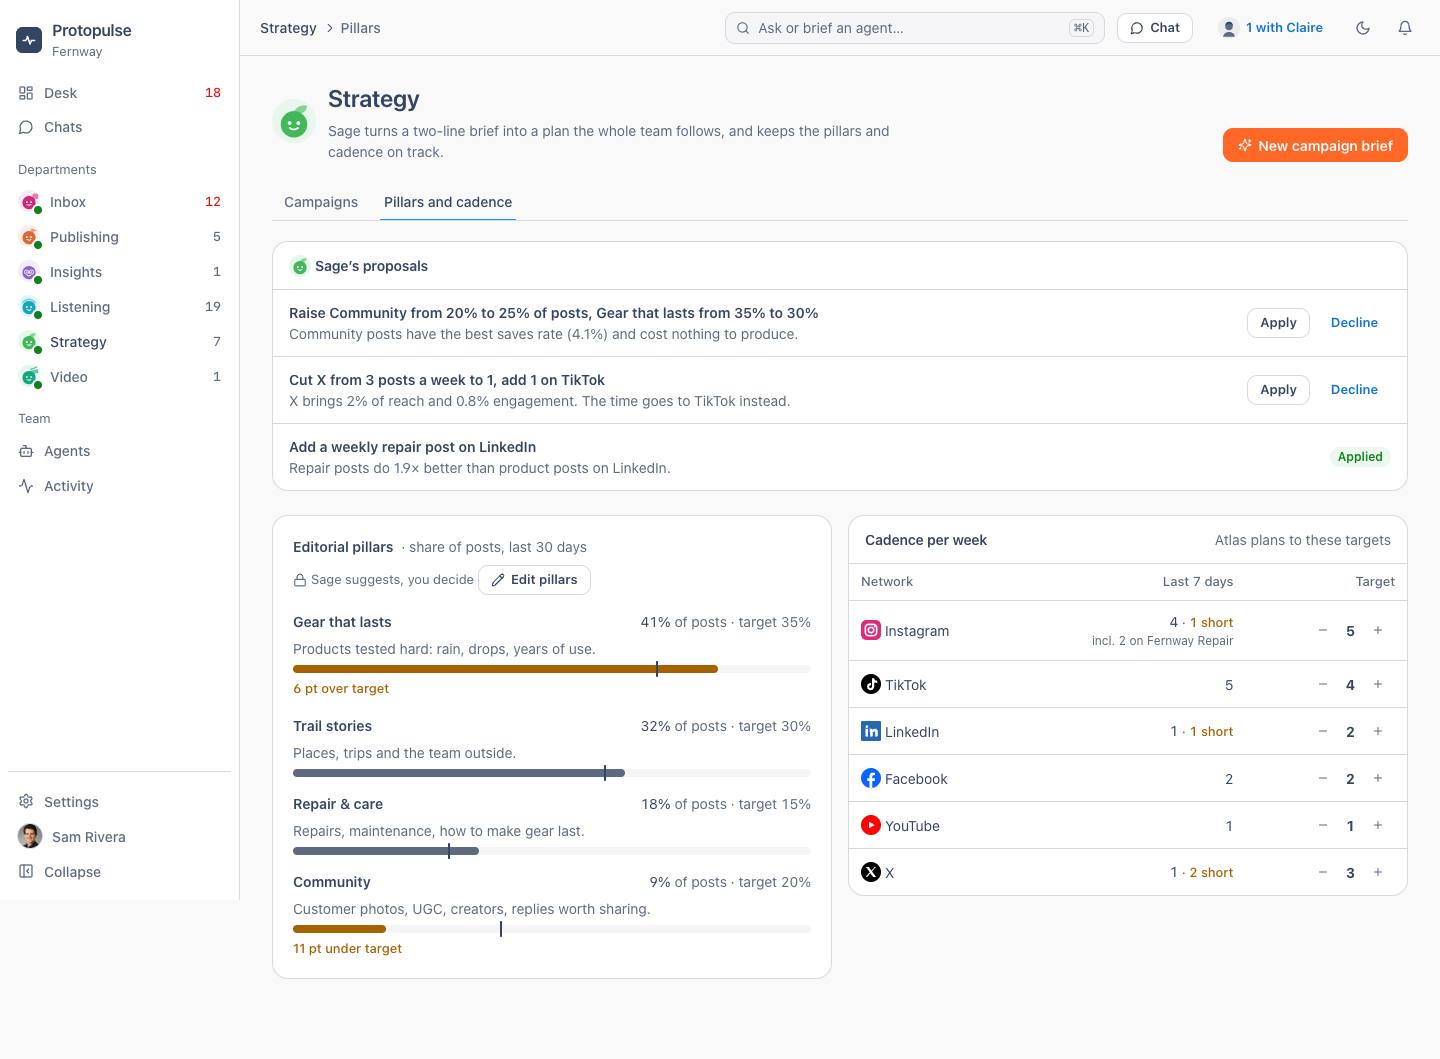 Protopulse
Fernway
Desk 18
Chats
Departments
Inbox 12
Publishing 5
Insights 1
Listening 19
Strategy 7
Video 1
Team
Agents
Activity
Settings
Sam Rivera
Collapse
Strategy > Pillars
Ask or brief an agent… ⌘K
Chat
1 with Claire
Strategy
Sage turns a two-line brief into a plan the whole team follows, and keeps the pillars and
cadence on track.
New campaign brief
Campaigns
Pillars and cadence
Sage’s proposals
Raise Community from 20% to 25% of posts, Gear that lasts from 35% to 30%
Community posts have the best saves rate (4.1%) and cost nothing to produce.
Apply Decline
Cut X from 3 posts a week to 1, add 1 on TikTok
X brings 2% of reach and 0.8% engagement. The time goes to TikTok instead.
Apply Decline
Add a weekly repair post on LinkedIn
Repair posts do 1.9× better than product posts on LinkedIn.
Applied
Editorial pillars · share of posts, last 30 days
Sage suggests, you decide Edit pillars
Gear that lasts 41% of posts · target 35%
Products tested hard: rain, drops, years of use.
6 pt over target
Trail stories 32% of posts · target 30%
Places, trips and the team outside.
Repair & care 18% of posts · target 15%
Repairs, maintenance, how to make gear last.
Community 9% of posts · target 20%
Customer photos, UGC, creators, replies worth sharing.
11 pt under target
Cadence per week Atlas plans to these targets
Network Last 7 days Target
Instagram 4 · 1 short − 5 +
incl. 2 on Fernway Repair
TikTok 5 − 4 +
LinkedIn 1 · 1 short − 2 +
Facebook 2 − 2 +
YouTube 1 − 1 +
X 1 · 2 short − 3 +